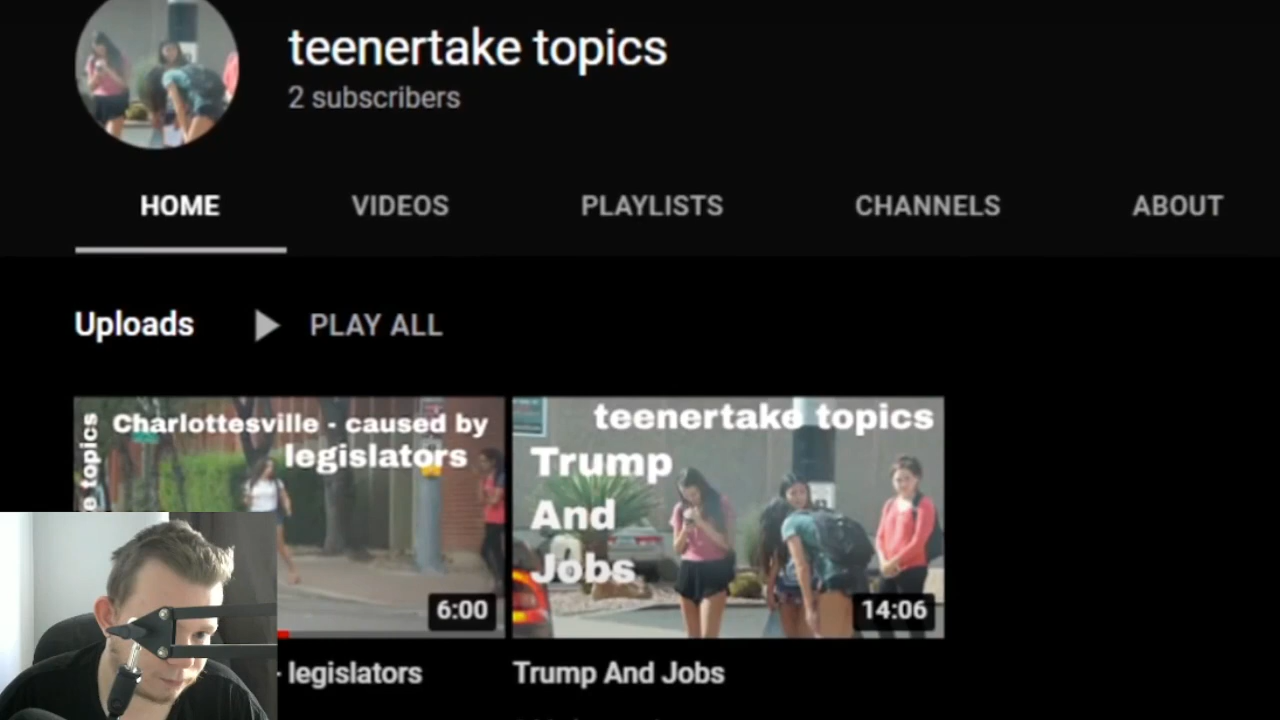 teenertake topics
2 subscribers
HOME
VIDEOS
PLAYLISTS
CHANNELS
ABOUT
Uploads
PLAY ALL
Charlottesville - caused by
legislators
topics
6:00
teenertake topics
Trump
And
Jobs
14:06
legislators
Trump And Jobs